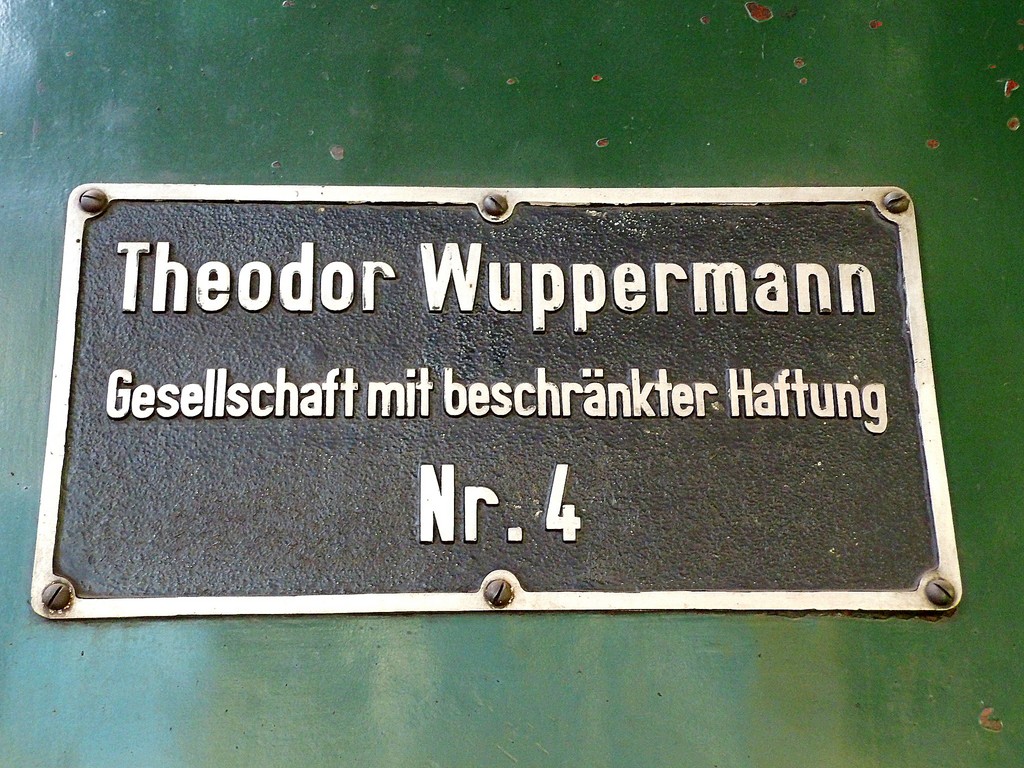 Theodor Wuppermann
Gesellschaft mit beschränkter Haftung
Nr. 4